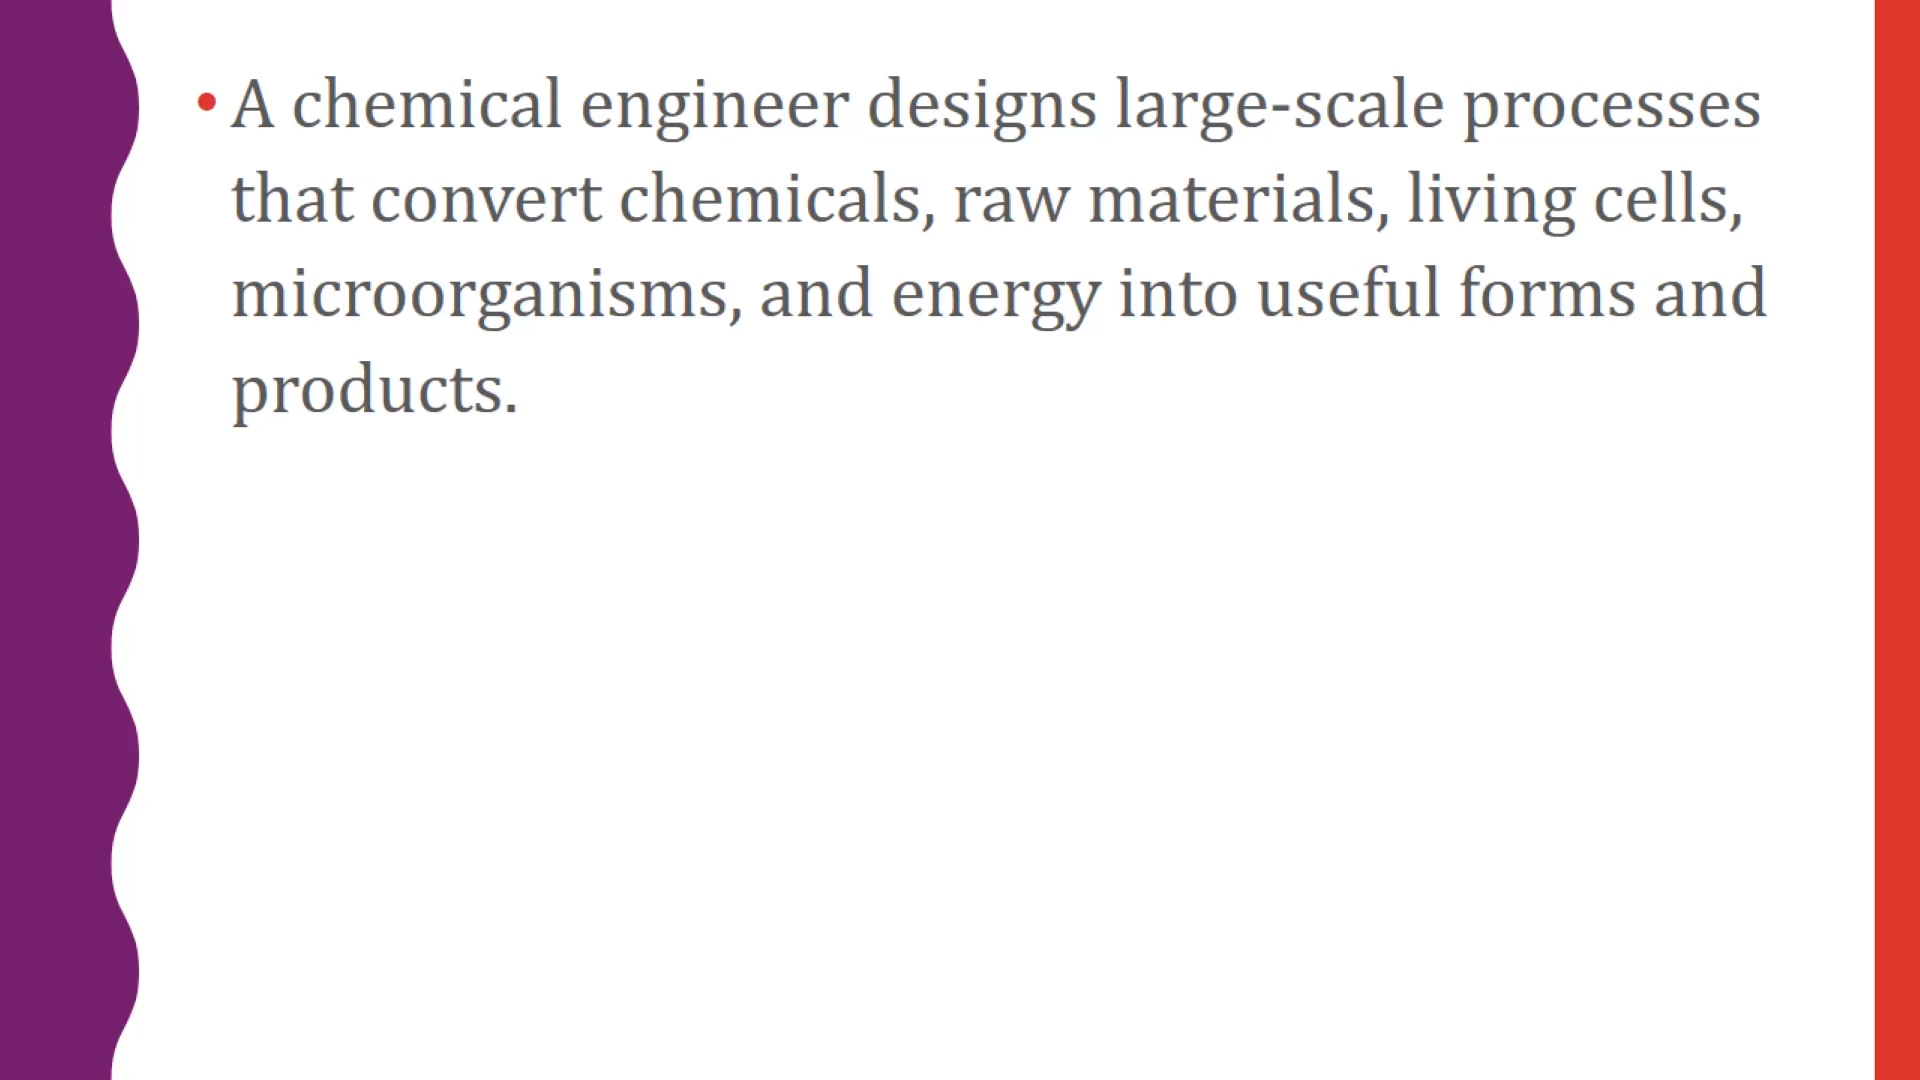 • A chemical engineer designs large-scale processes
that convert chemicals, raw materials, living cells,
microorganisms, and energy into useful forms and
products.